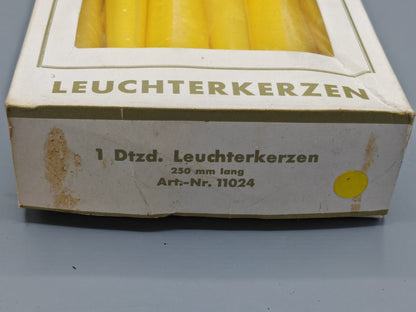 LEUCHTERKERZEN
1 Dtzd. Leuchterkerzen
250 mm lang
Art.-Nr. 11024